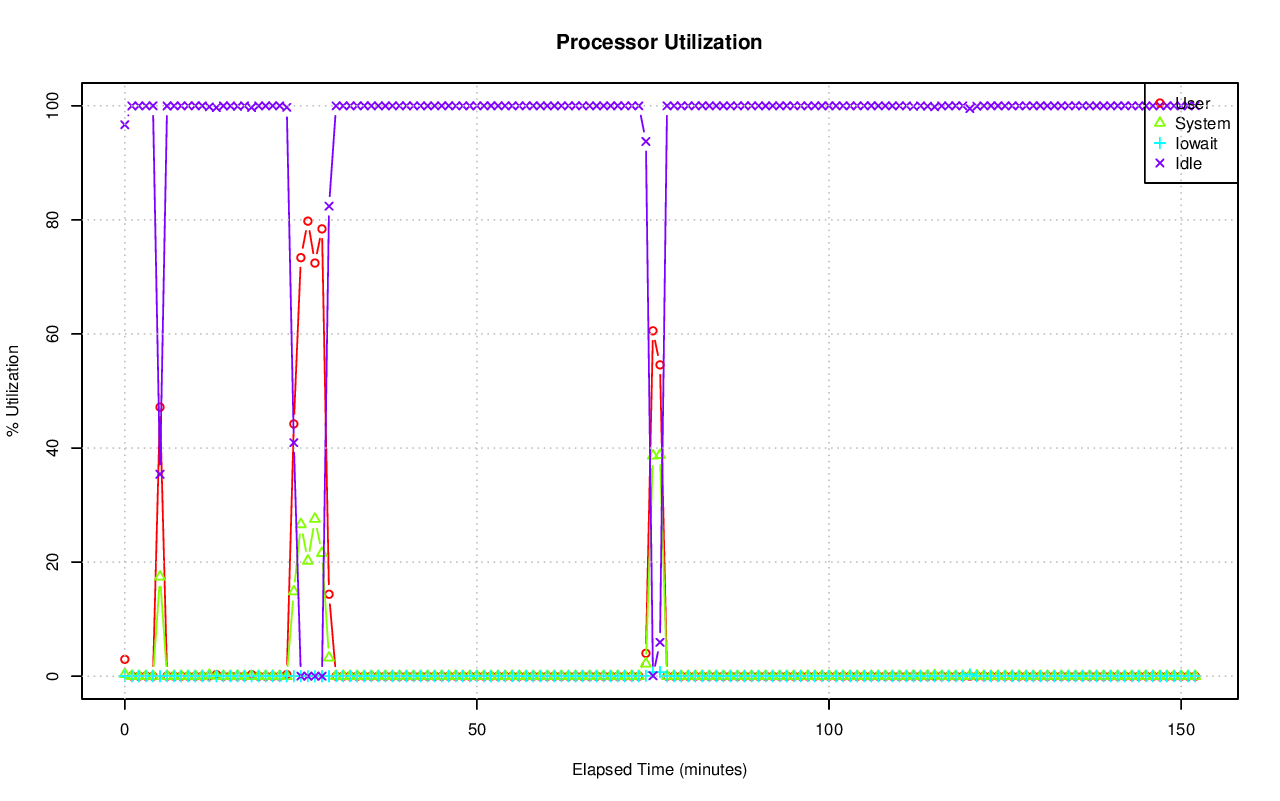 Processor Utilization
% Utilization
100
80
60
40
20
0
User
System
Iowait
Idle
0 50 100 150
Elapsed Time (minutes)